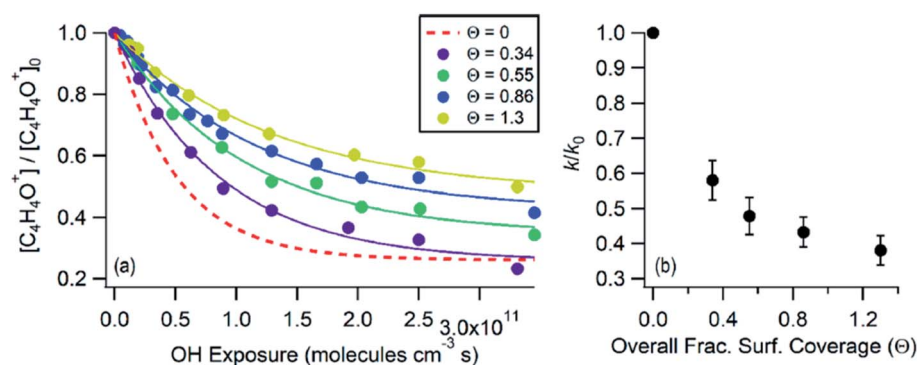 1.0
0.8
0.6
0.4
0.2
[C₄H₄O⁺] / [C₄H₄O⁺]₀
(a)
Θ = 0
Θ = 0.34
Θ = 0.55
Θ = 0.86
Θ = 1.3
0.0 0.5 1.0 1.5 2.0 2.5 3.0x10¹¹
OH Exposure (molecules cm⁻³ s)
1.0
0.9
0.8
0.7
0.6
0.5
0.4
0.3
k/k₀
(b)
0.0 0.4 0.8 1.2
Overall Frac. Surf. Coverage (Θ)